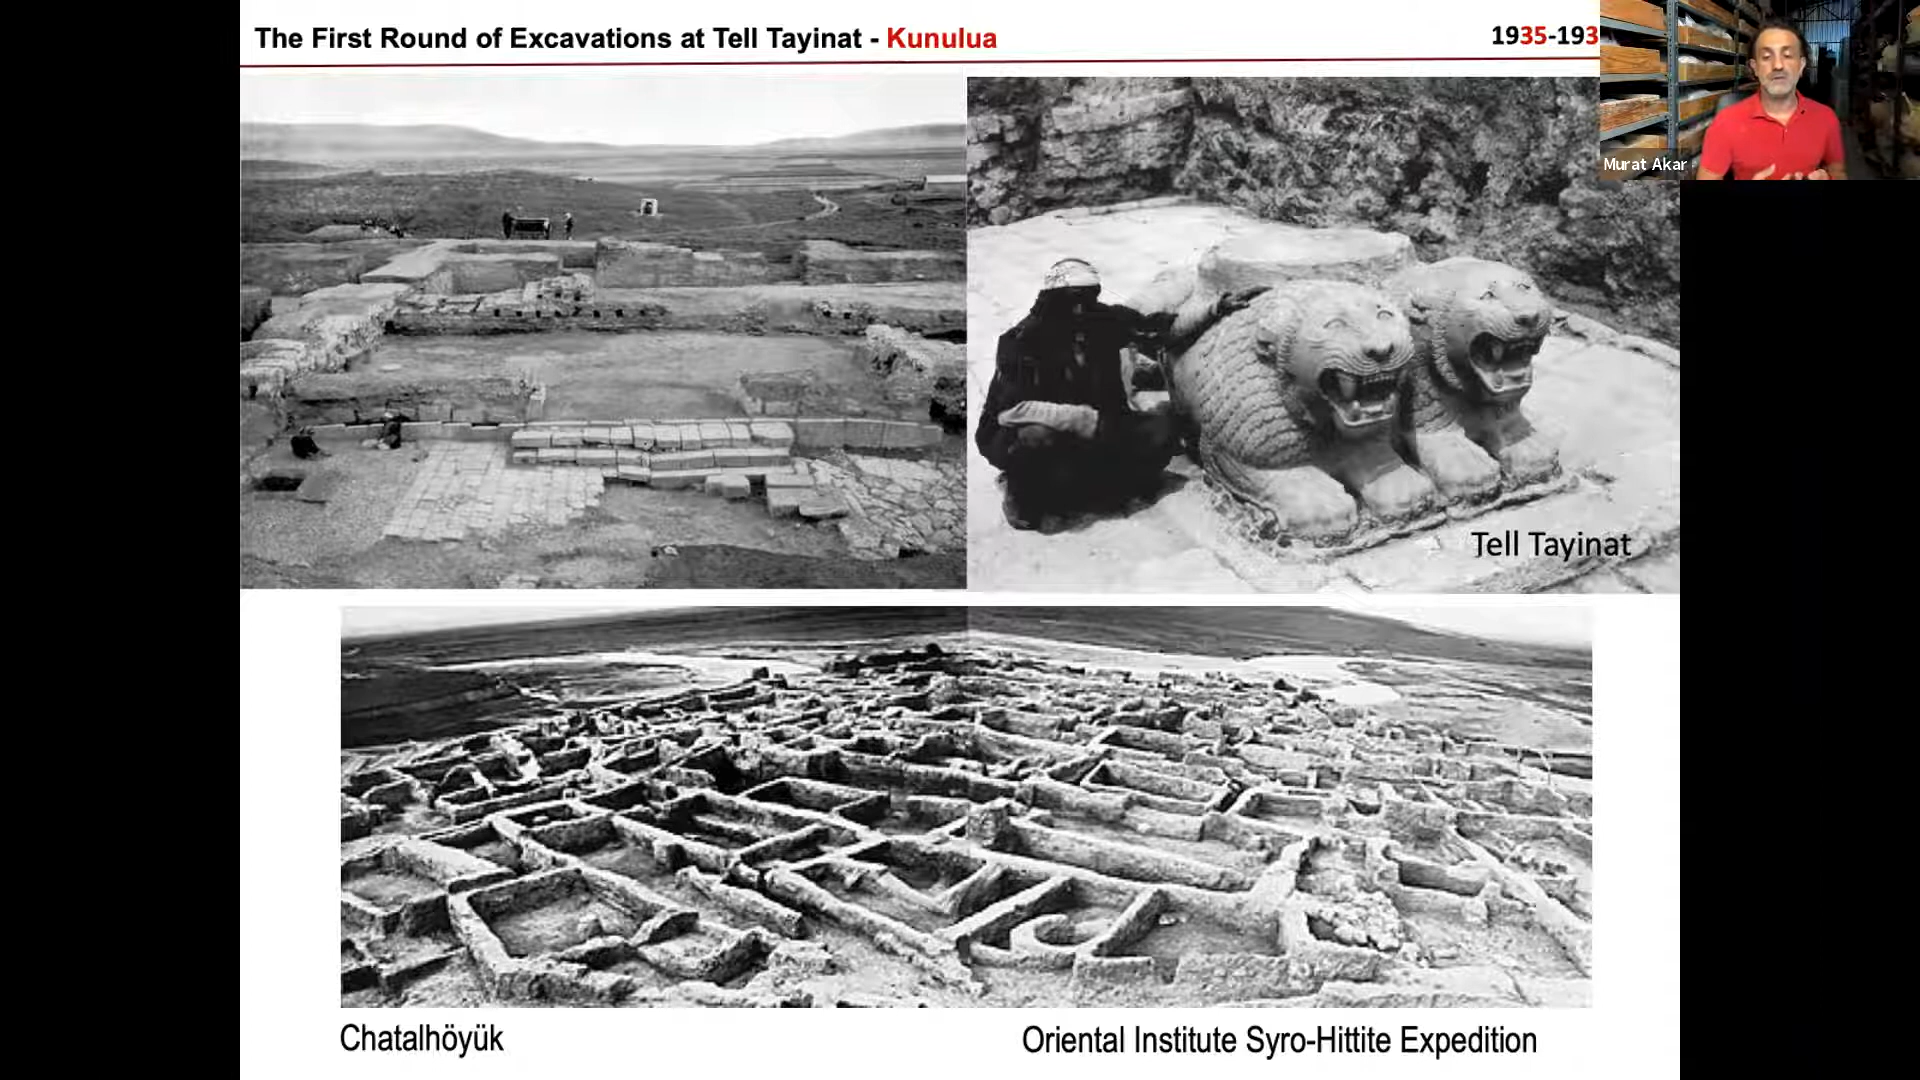 The First Round of Excavations at Tell Tayinat - Kunulua
1935-193
Murat Akar
Tell Tayinat
Chatalhöyük
Oriental Institute Syro-Hittite Expedition